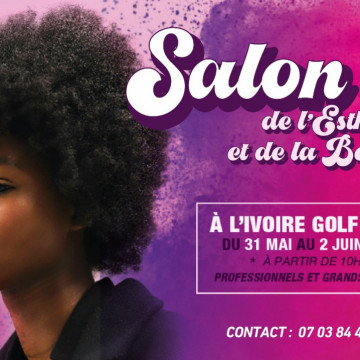 Salon
de l'Esth
et de la Be
À L'IVOIRE GOLF
DU 31 MAI AU 2 JUIN
* À PARTIR DE 10H
PROFESSIONNELS ET GRANDS
CONTACT : 07 03 84 4